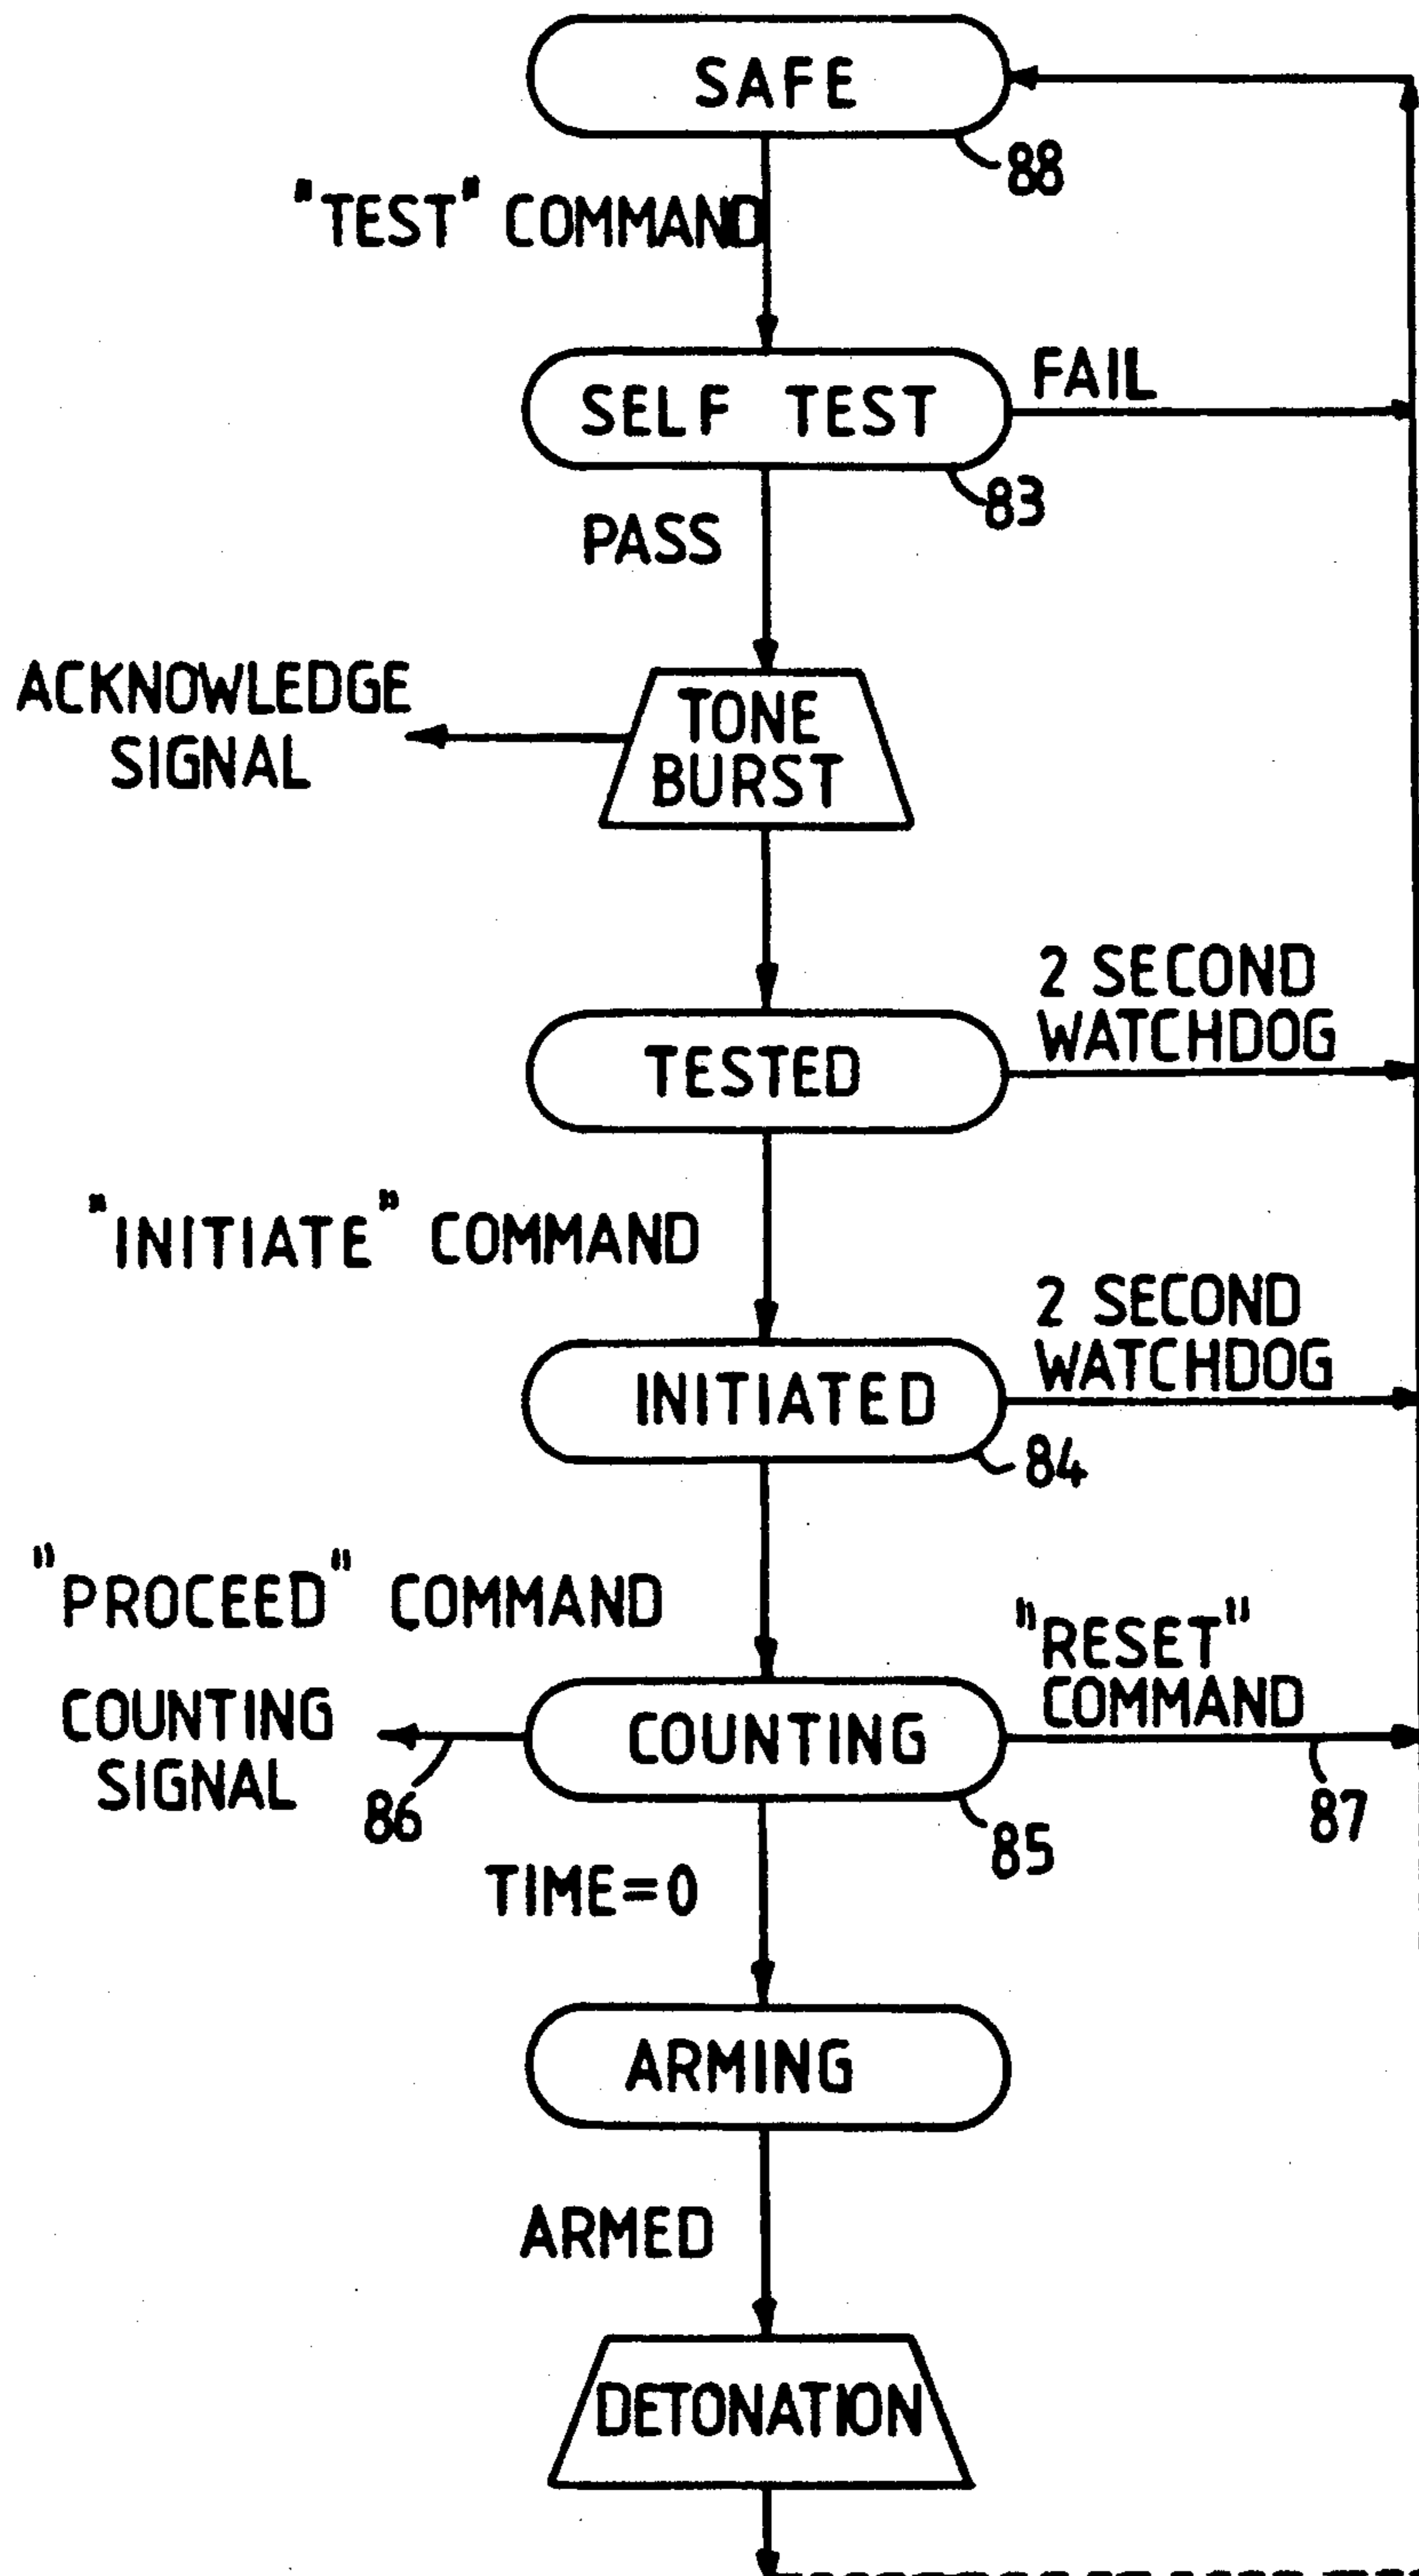 SAFE
88
"TEST" COMMAND
SELF TEST
FAIL
83
PASS
ACKNOWLEDGE
SIGNAL
TONE
BURST
2 SECOND
WATCHDOG
TESTED
"INITIATE" COMMAND
2 SECOND
WATCHDOG
INITIATED
84
"PROCEED" COMMAND
"RESET"
COMMAND
COUNTING
SIGNAL
86
COUNTING
85
87
TIME=0
ARMING
ARMED
DETONATION